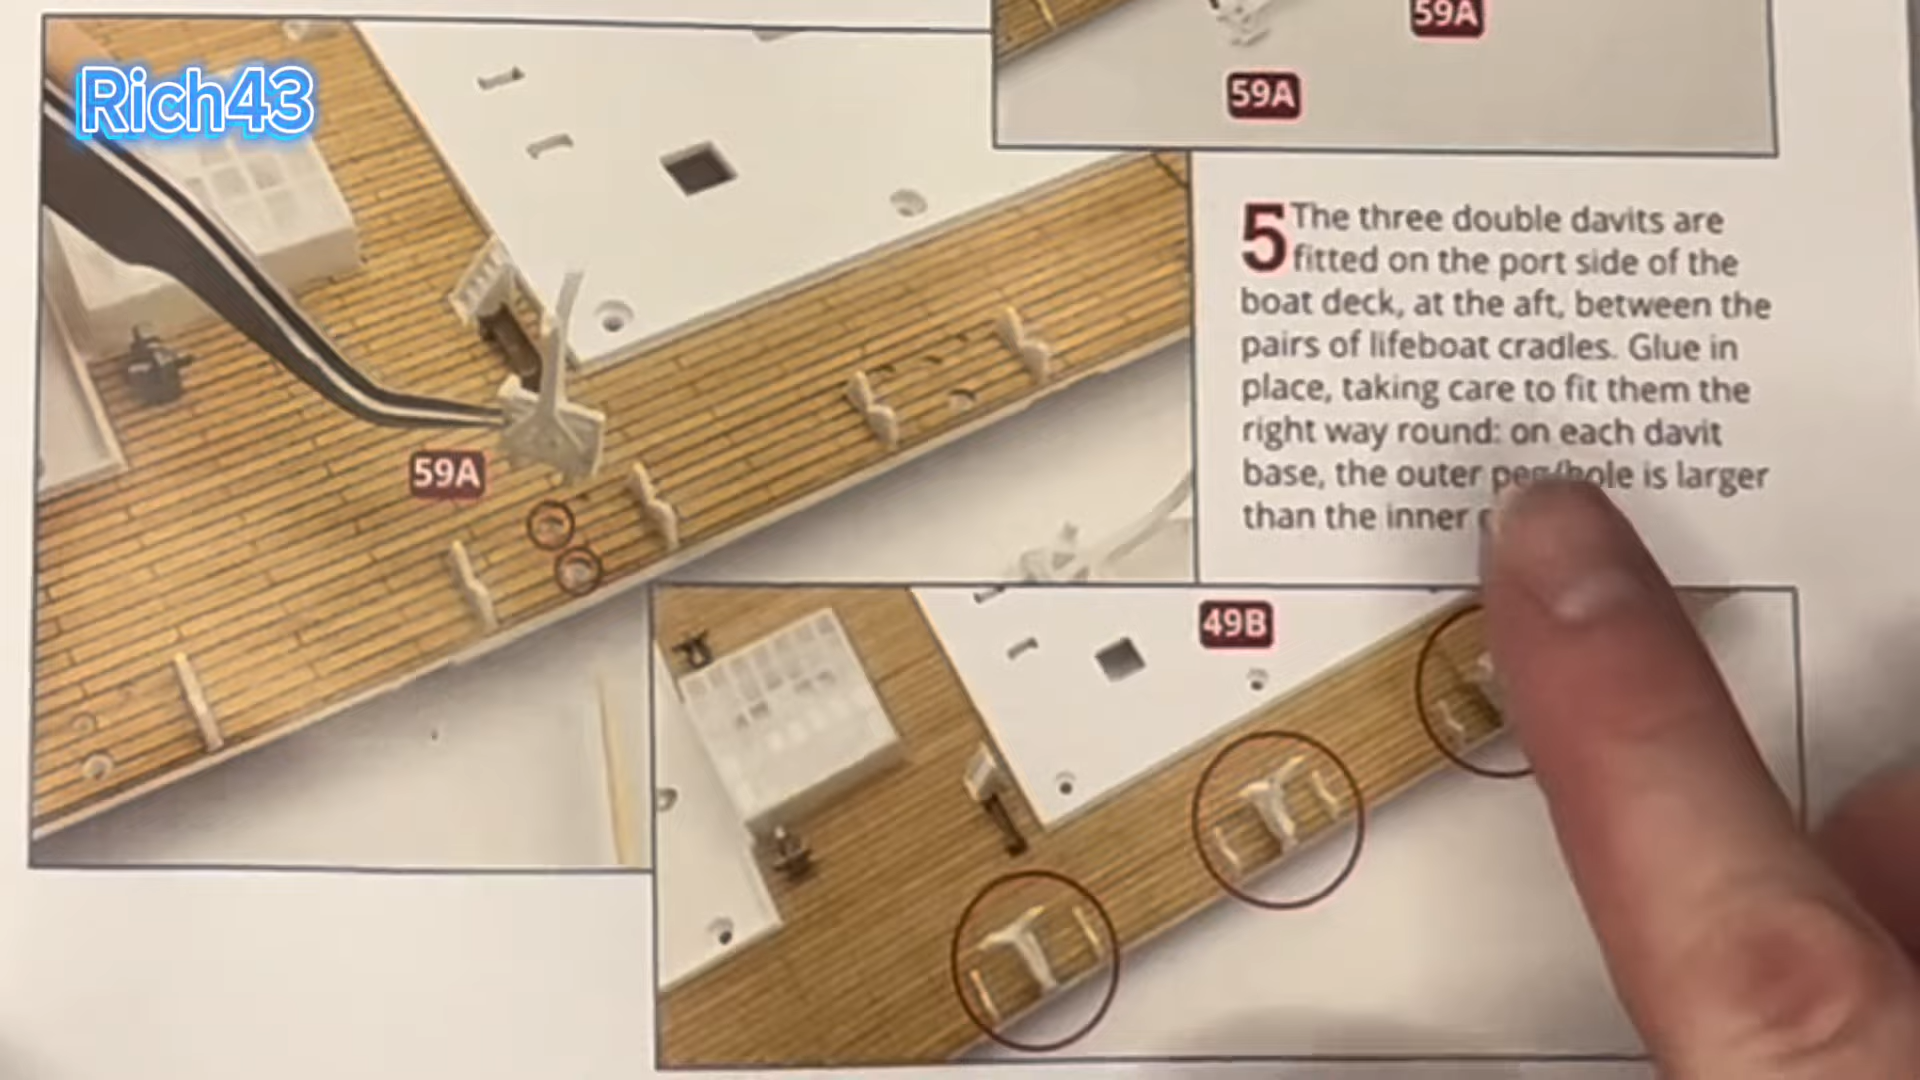 Rich43
59A
59A
59A
5 The three double davits are
fitted on the port side of the
boat deck, at the aft, between the
pairs of lifeboat cradles. Glue in
place, taking care to fit them the
right way round: on each davit
base, the outer peg/hole is larger
than the inner
49B